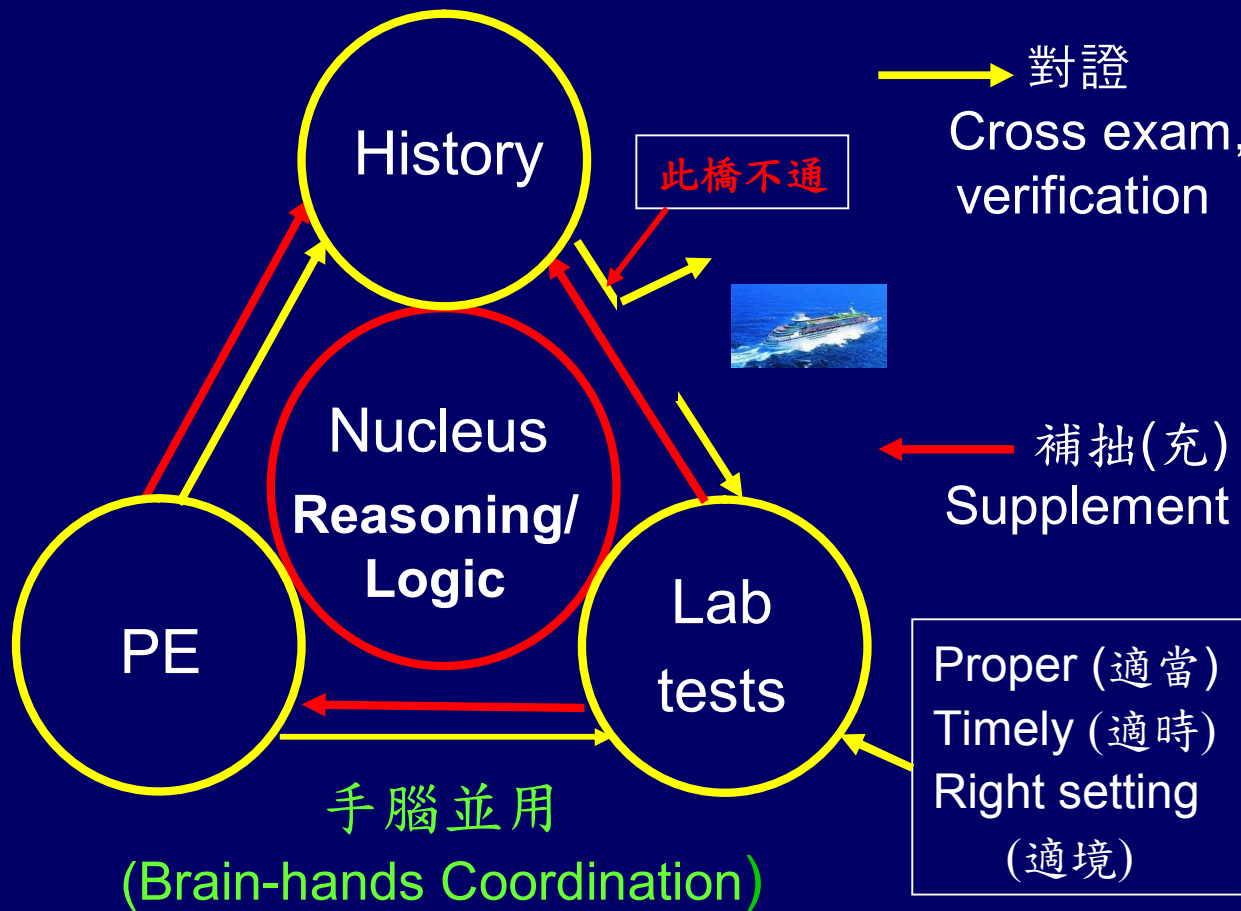 History
此橋不通
對證
Cross exam,
verification
Nucleus
Reasoning/
Logic
補拙(充)
Supplement
PE
Lab
tests
Proper (適當)
Timely (適時)
Right setting
(適境)
手腦並用
(Brain-hands Coordination)